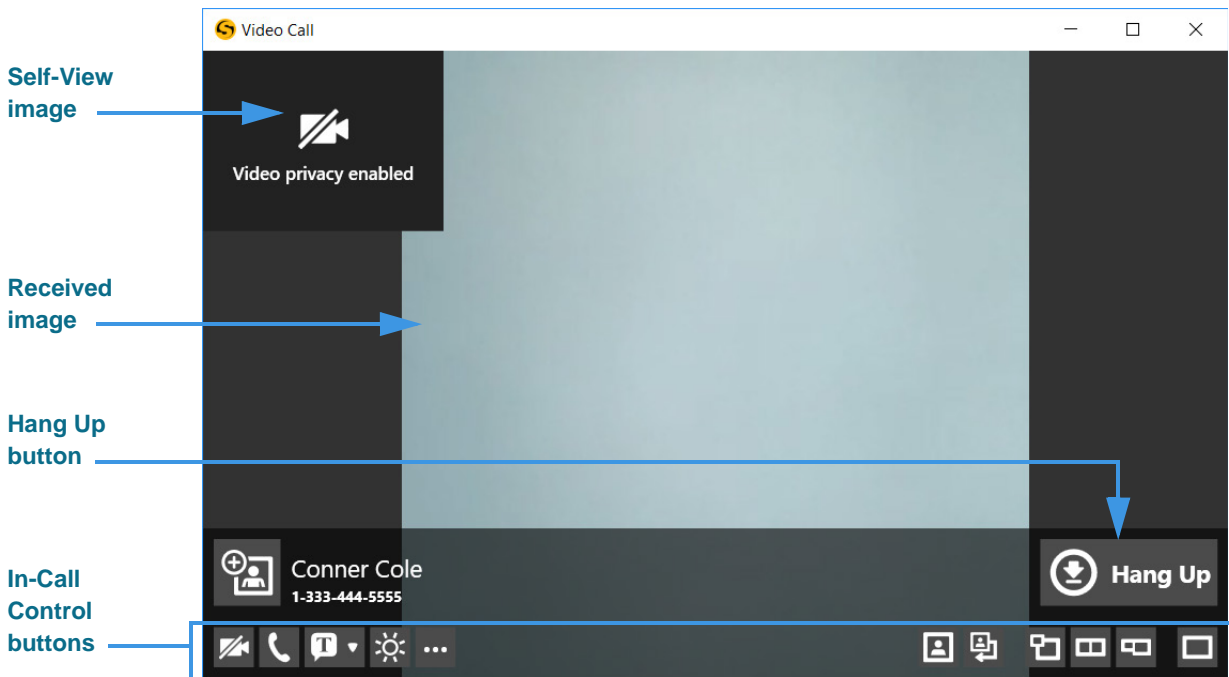 Video Call
Self-View
image
Video privacy enabled
Received
image
Hang Up
button
Conner Cole
1-333-444-5555
Hang Up
In-Call
Control
buttons
T